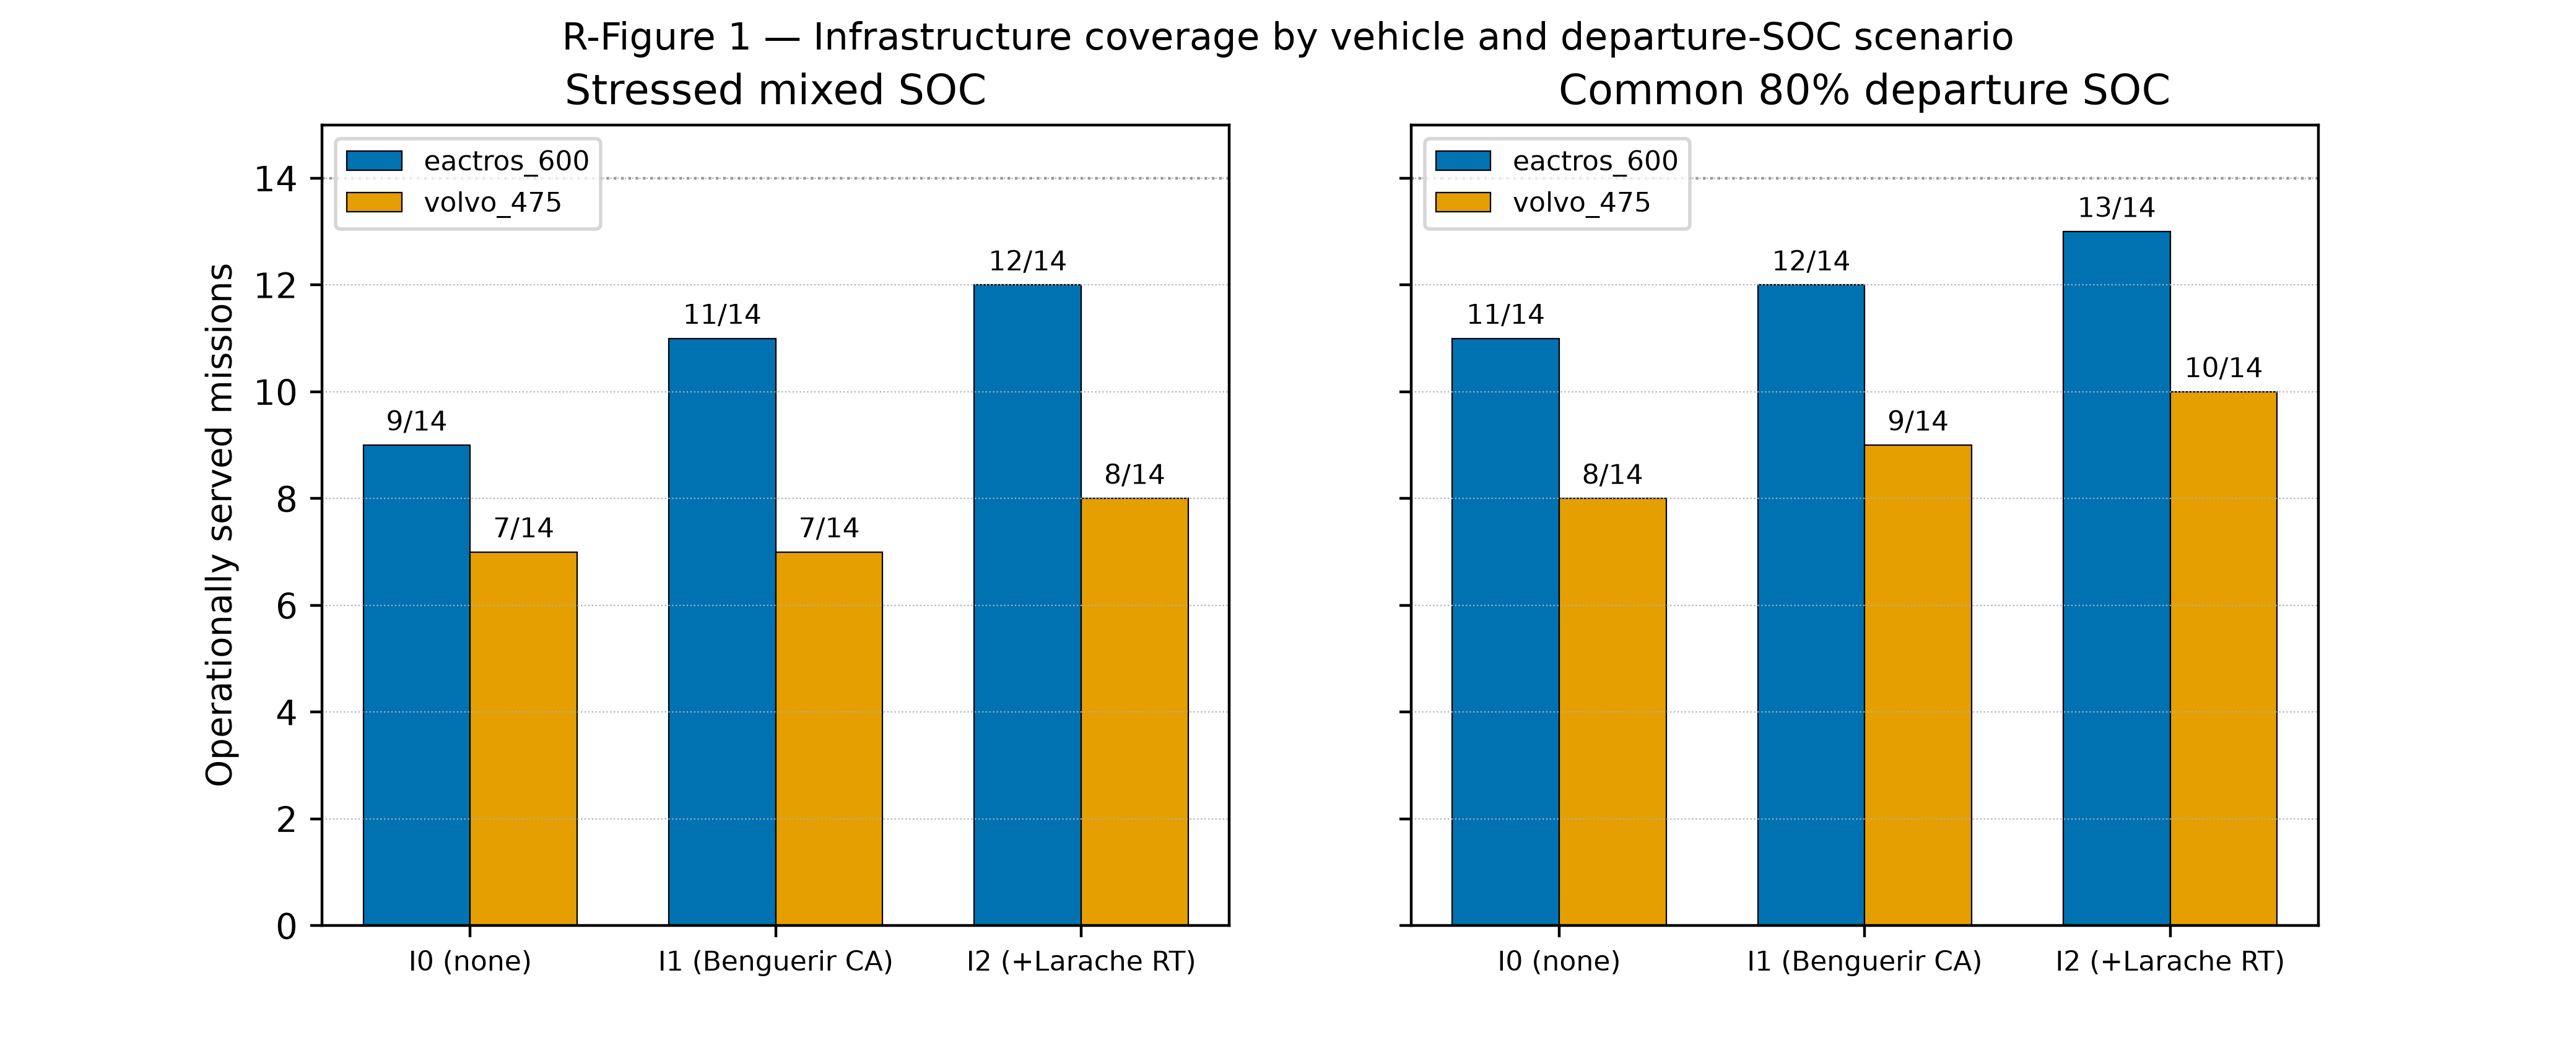 R-Figure 1 — Infrastructure coverage by vehicle and departure-SOC scenario
Stressed mixed SOC
Operationally served missions
14
12
10
8
6
4
2
0
eactros_600
volvo_475
9/14
7/14
11/14
7/14
12/14
8/14
I0 (none)
I1 (Benguerir CA)
I2 (+Larache RT)
Common 80% departure SOC
eactros_600
volvo_475
11/14
8/14
12/14
9/14
13/14
10/14
I0 (none)
I1 (Benguerir CA)
I2 (+Larache RT)